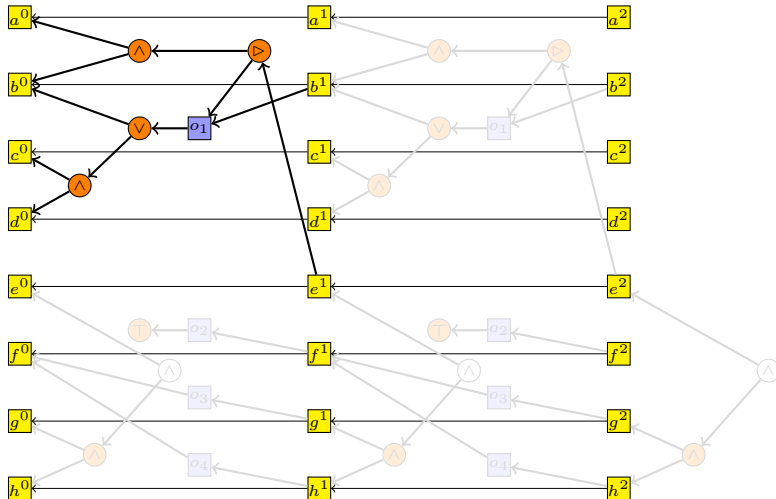 a⁰ a¹ a²
∧ ▷ ∧ ▷
b⁰ b¹ b²
∨ o₁ ∨ o₁
c⁰ c¹ c²
∧ ∧
d⁰ d¹ d²
e⁰ e¹ e²
⊤ o₂ ⊤ o₂
f⁰ f¹ f²
∧ ∧ ∧
o₃ o₃
g⁰ g¹ g²
∧ o₄ ∧ o₄ ∧
h⁰ h¹ h²